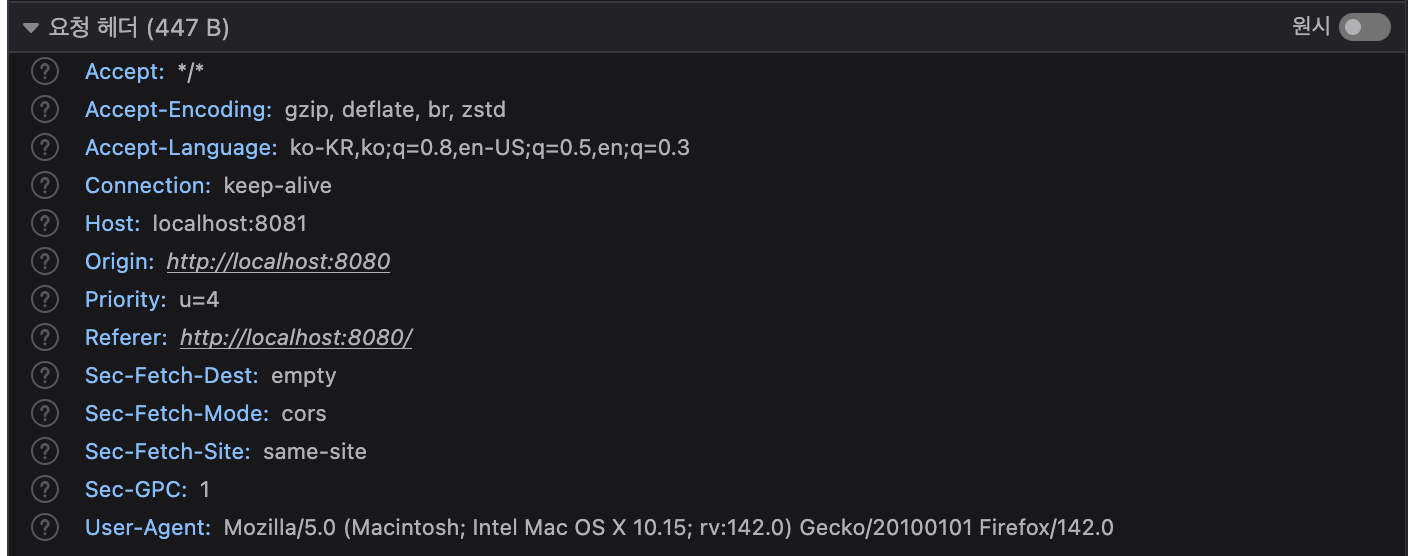 요청 헤더 (447 B) 원시
Accept: */*
Accept-Encoding: gzip, deflate, br, zstd
Accept-Language: ko-KR,ko;q=0.8,en-US;q=0.5,en;q=0.3
Connection: keep-alive
Host: localhost:8081
Origin: http://localhost:8080
Priority: u=4
Referer: http://localhost:8080/
Sec-Fetch-Dest: empty
Sec-Fetch-Mode: cors
Sec-Fetch-Site: same-site
Sec-GPC: 1
User-Agent: Mozilla/5.0 (Macintosh; Intel Mac OS X 10.15; rv:142.0) Gecko/20100101 Firefox/142.0